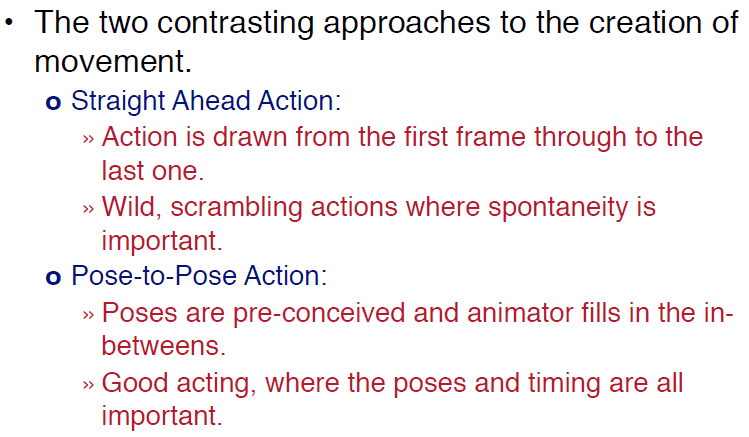 • The two contrasting approaches to the creation of
movement.
o Straight Ahead Action:
» Action is drawn from the first frame through to the
last one.
» Wild, scrambling actions where spontaneity is
important.
o Pose-to-Pose Action:
» Poses are pre-conceived and animator fills in the in-
betweens.
» Good acting, where the poses and timing are all
important.